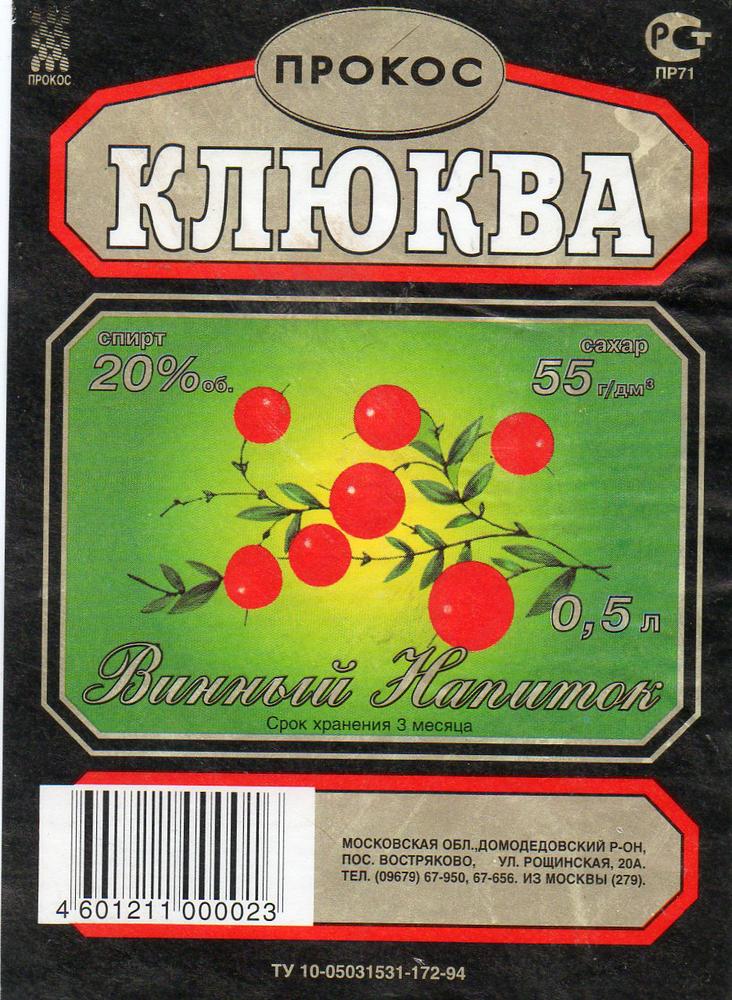 ПРОКОС
РСТ
ПР71
ПРОКОС
КЛЮКВА
спирт
20% об.
сахар
55 г/дм³
0,5 л
Винный Напиток
Срок хранения 3 месяца
МОСКОВСКАЯ ОБЛ.,ДОМОДЕДОВСКИЙ Р-ОН,
ПОС. ВОСТРЯКОВО, УЛ. РОЩИНСКАЯ, 20А.
ТЕЛ. (09679) 67-950, 67-656. ИЗ МОСКВЫ (279).
4 601211 000023
ТУ 10-05031531-172-94